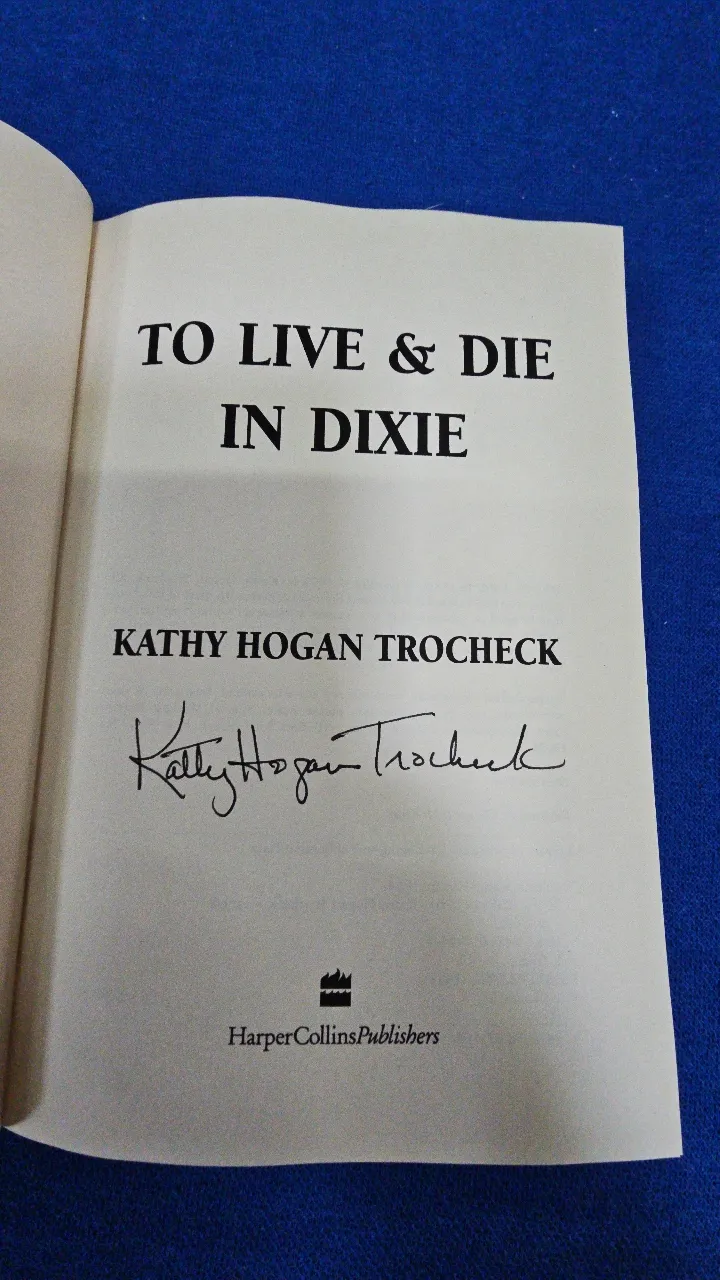 TO LIVE & DIE
IN DIXIE
KATHY HOGAN TROCHECK
Kathy Hogan Trocheck
HarperCollinsPublishers